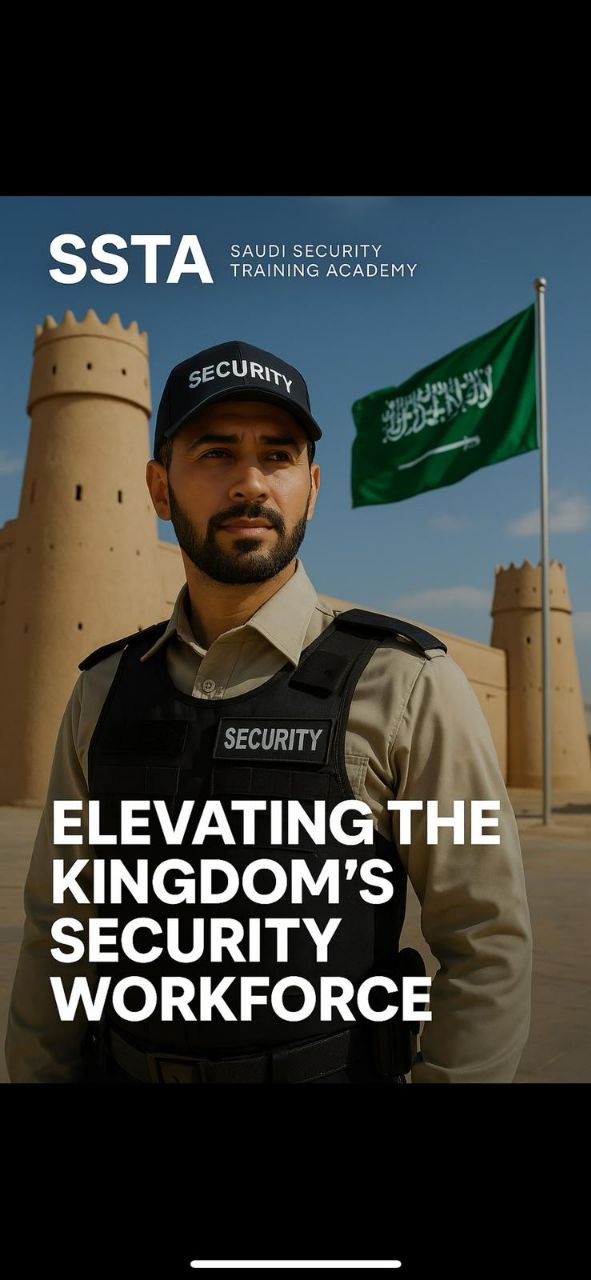 SSTA
SAUDI SECURITY
TRAINING ACADEMY
SECURITY
SECURITY
ELEVATING THE
KINGDOM’S
SECURITY
WORKFORCE